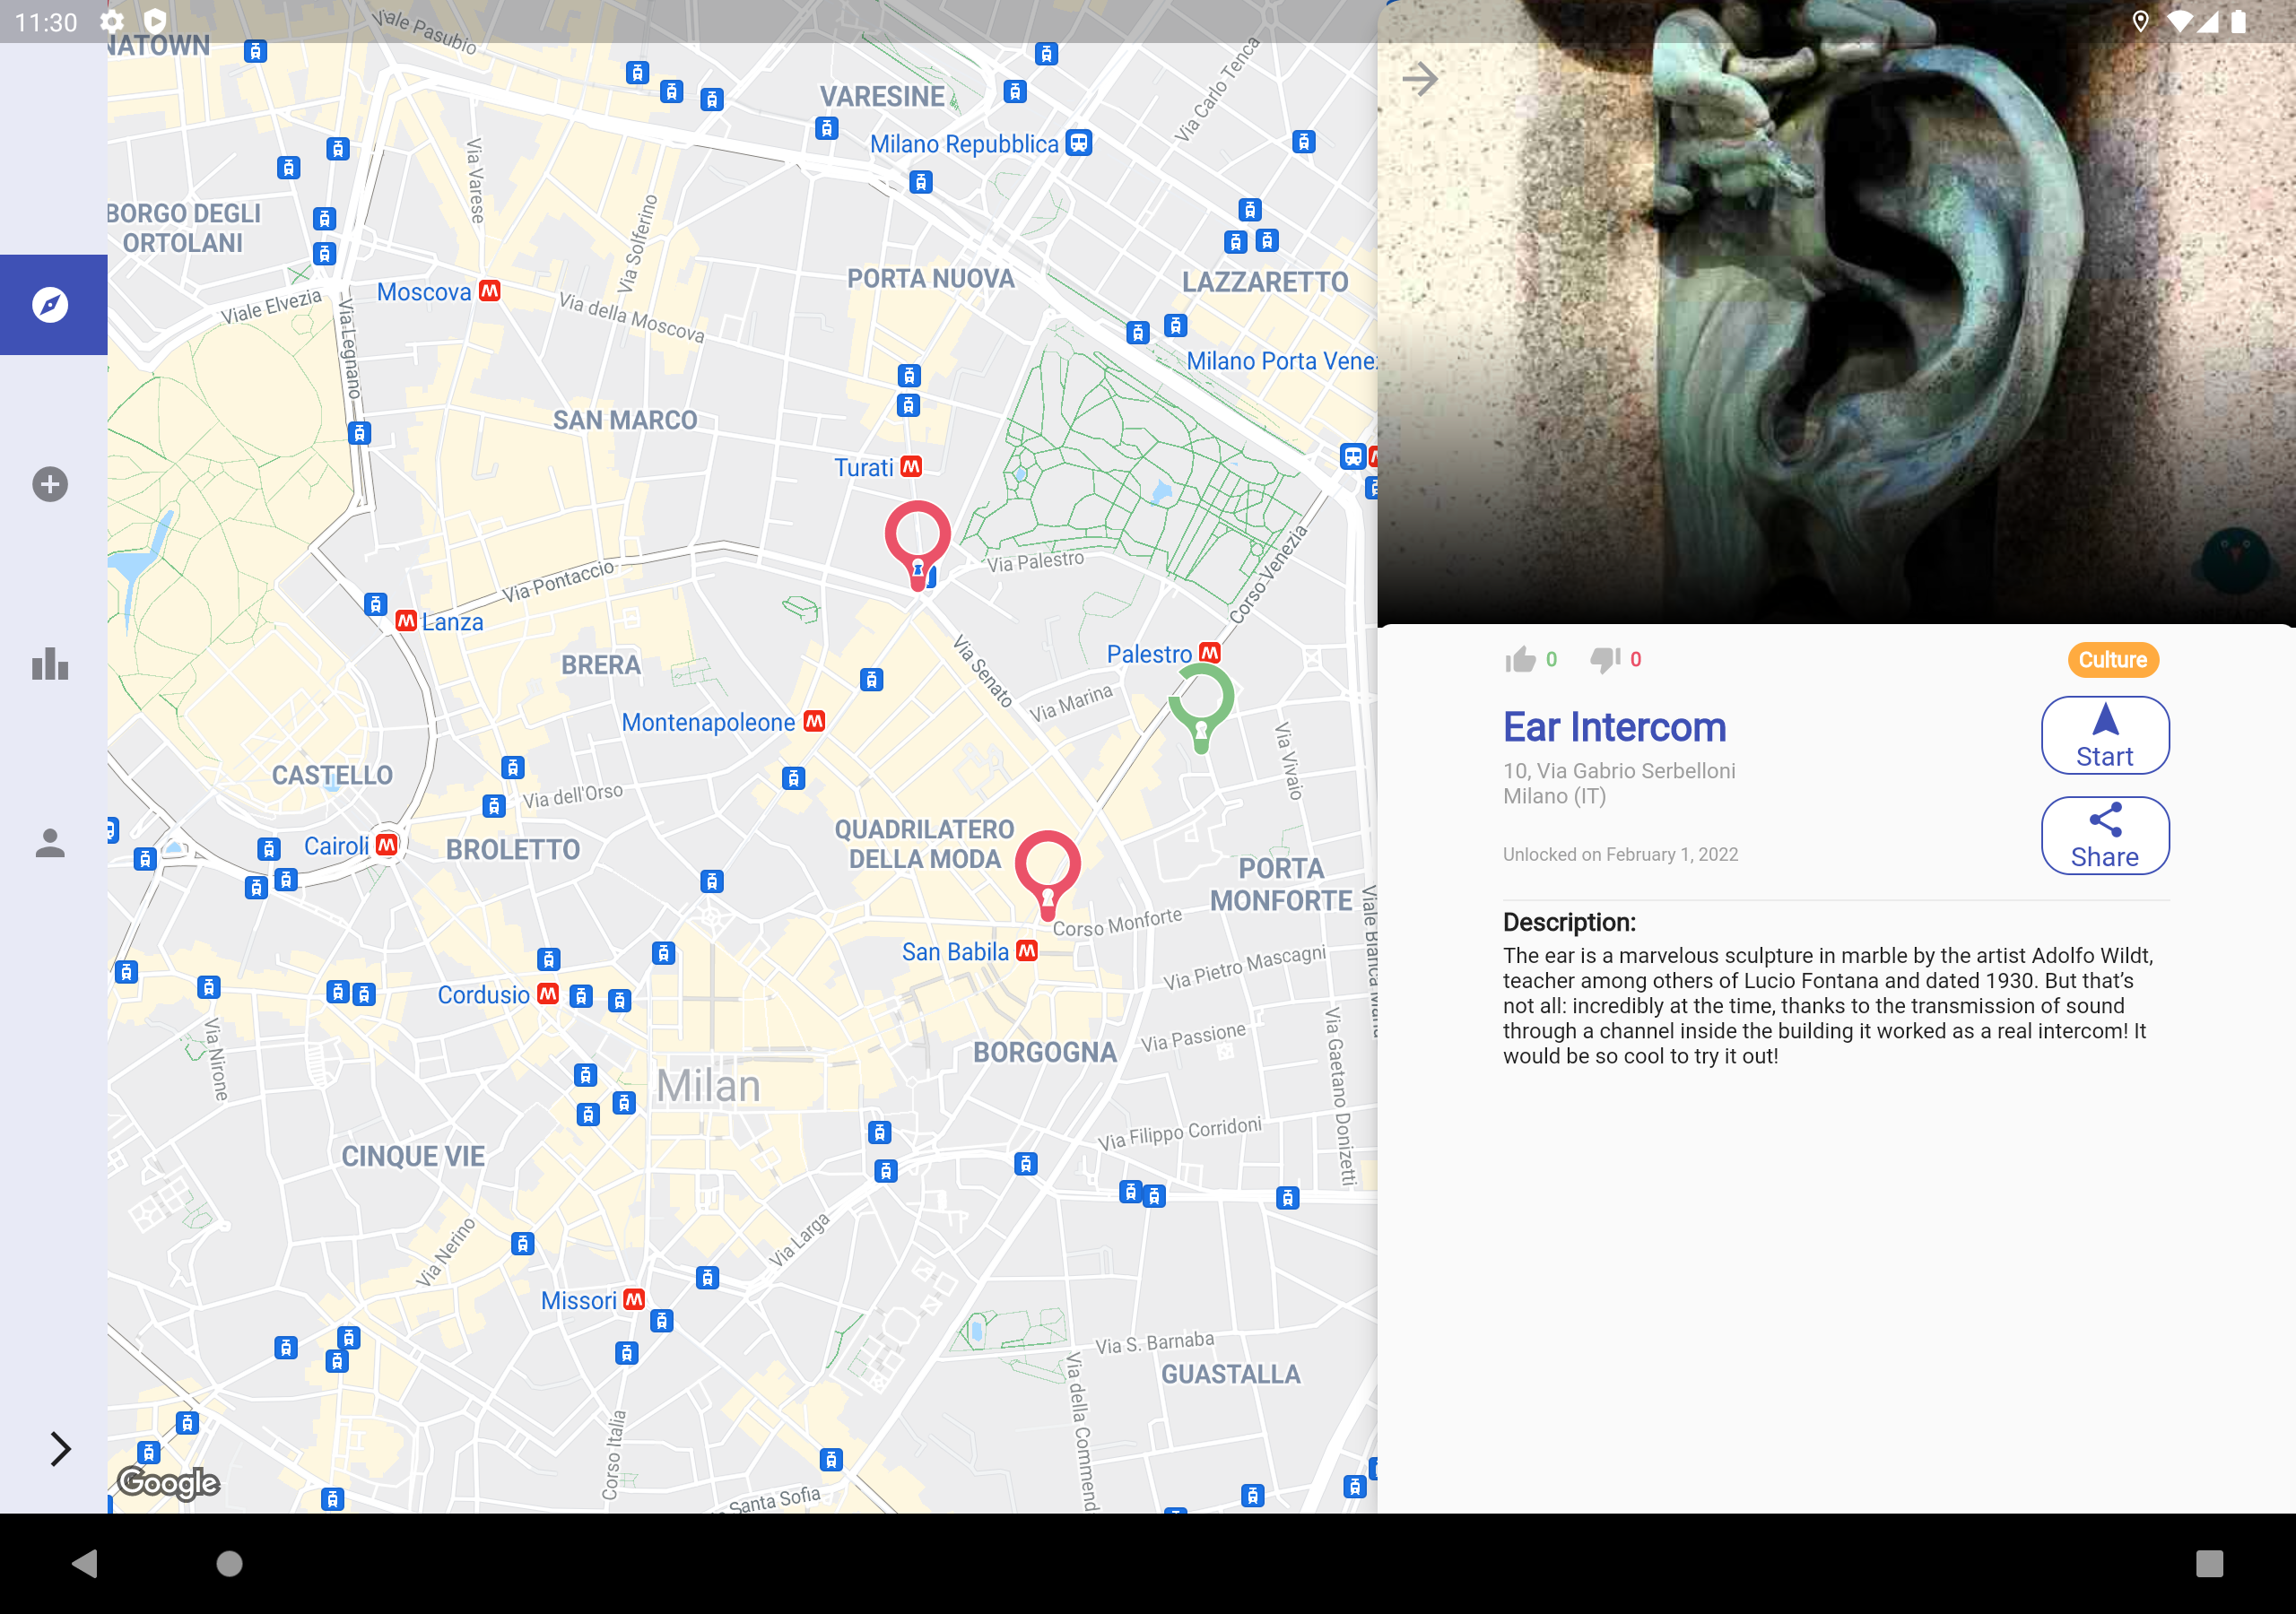 11:30
NATOWN
Viale Pasubio
VARESINE
Via Carlo Tenca
Milano Repubblica
Via Varese
BORGO DEGLI
ORTOLANI
Via Solferino
PORTA NUOVA
LAZZARETTO
Moscova
Viale Elvezia
Via Legnano
Via della Moscova
Milano Porta Vene
SAN MARCO
Turati
Via Palestro
Corso Venezia
Via Pontaccio
Lanza
BRERA
Via Senato
Palestro
Via Marina
Montenapoleone
Via Vivaio
CASTELLO
Via dell'Orso
Cairoli
BROLETTO
QUADRILATERO
DELLA MODA
PORTA
MONFORTE
Corso Monforte
San Babila
Via Pietro Mascagni
Cordusio
Via Nirone
Via Passione
Via Gaetano Donizetti
BORGOGNA
Milan
Via Filippo Corridoni
CINQUE VIE
Via Larga
Via Nerino
Missori
Via S. Barnaba
GUASTALLA
Via della Commend
Corso Italia
Santa Sofia
Google
0
0
Culture
Ear Intercom
Start
10, Via Gabrio Serbelloni
Milano (IT)
Share
Unlocked on February 1, 2022
Description:
The ear is a marvelous sculpture in marble by the artist Adolfo Wildt,
teacher among others of Lucio Fontana and dated 1930. But that’s
not all: incredibly at the time, thanks to the transmission of sound
through a channel inside the building it worked as a real intercom! It
would be so cool to try it out!